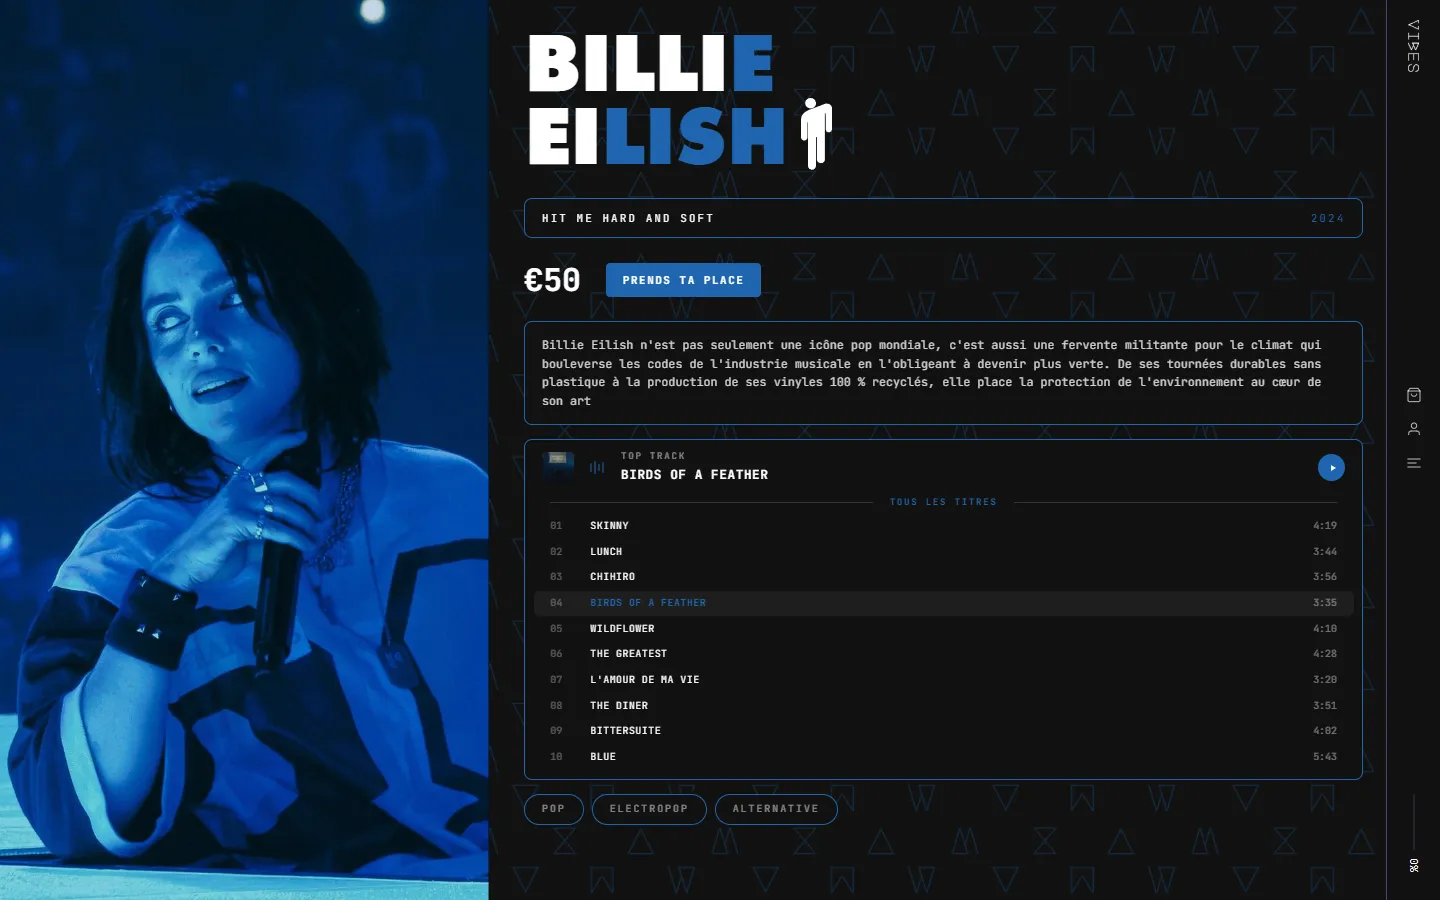 BILLIE
EILISH
HIT ME HARD AND SOFT 2024
€50 PRENDS TA PLACE
Billie Eilish n'est pas seulement une icône pop mondiale, c'est aussi une fervente militante pour le climat qui
bouleverse les codes de l'industrie musicale en l'obligeant à devenir plus verte. De ses tournées durables sans
plastique à la production de ses vinyles 100 % recyclés, elle place la protection de l'environnement au cœur de
son art
TOP TRACK
BIRDS OF A FEATHER
TOUS LES TITRES
01 SKINNY 4:19
02 LUNCH 3:44
03 CHIHIRO 3:56
04 BIRDS OF A FEATHER 3:35
05 WILDFLOWER 4:10
06 THE GREATEST 4:28
07 L'AMOUR DE MA VIE 3:20
08 THE DINER 3:51
09 BITTERSUITE 4:02
10 BLUE 5:43
POP ELECTROPOP ALTERNATIVE
VIBES
0%